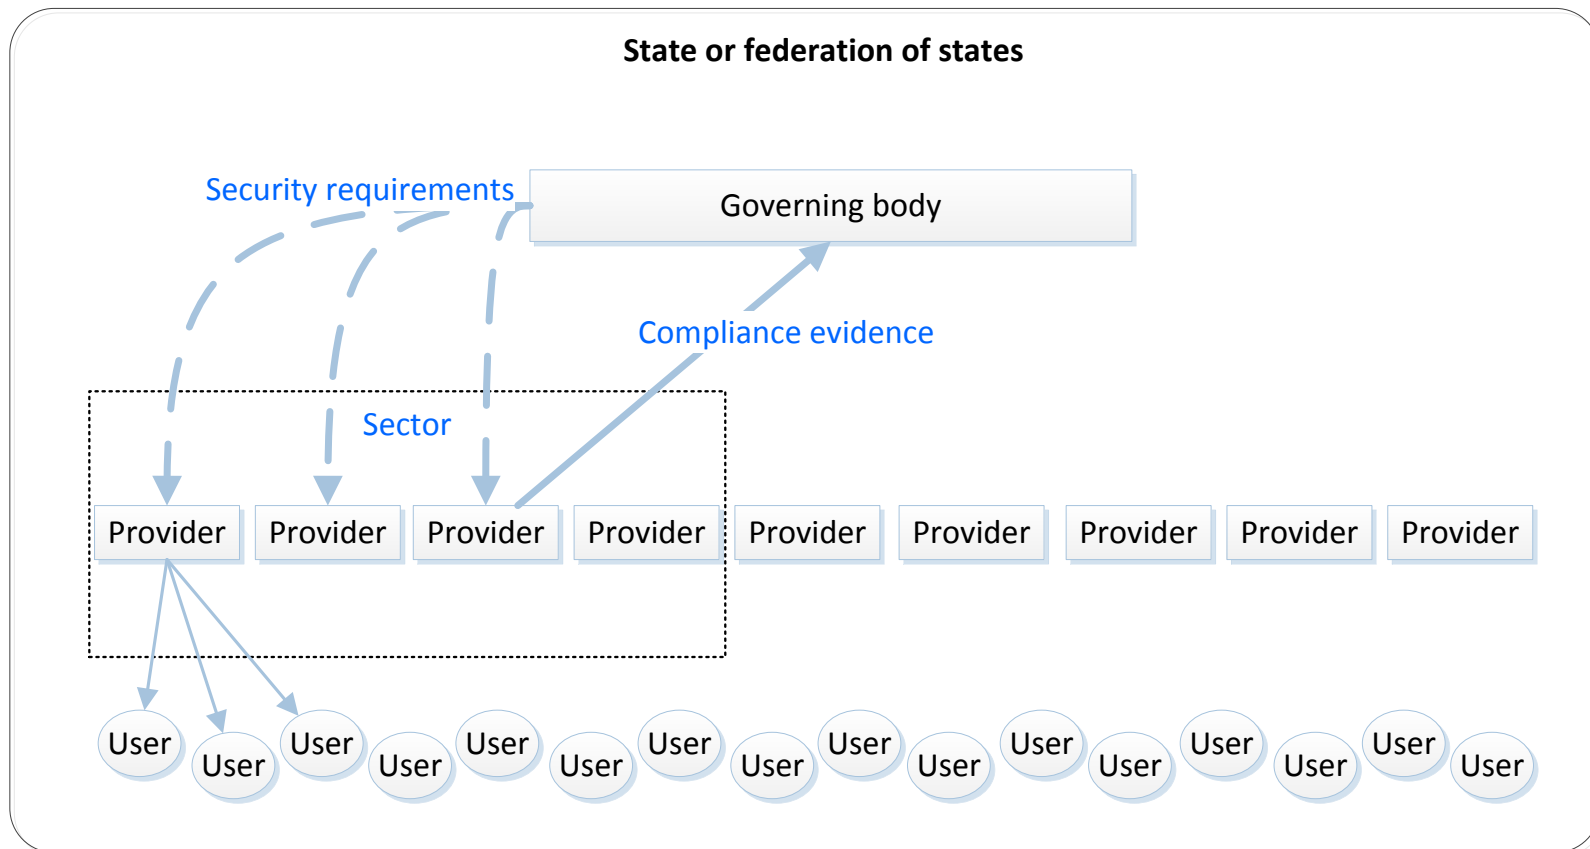 State or federation of states
Security requirements
Governing body
Compliance evidence
Sector
Provider Provider Provider Provider Provider Provider Provider Provider Provider
User User User User User User User User
User User User User User User User User